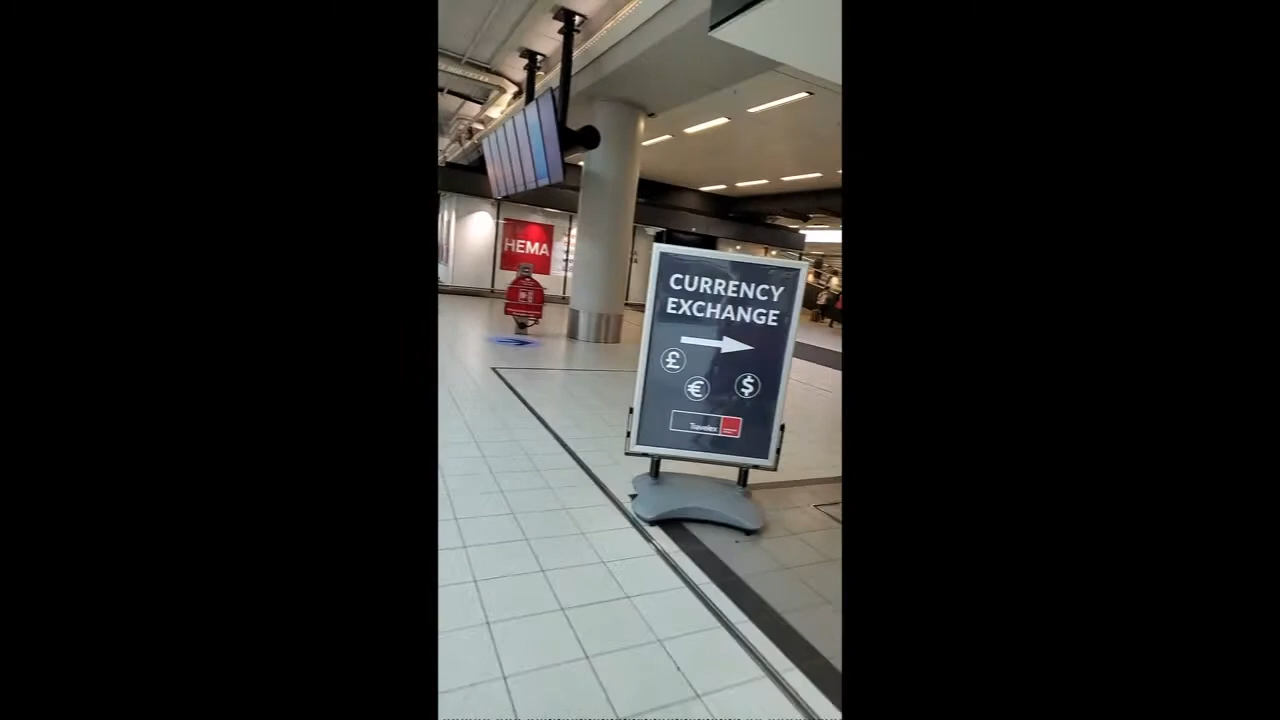 HEMA
CURRENCY
EXCHANGE
£
€
$
Travelex